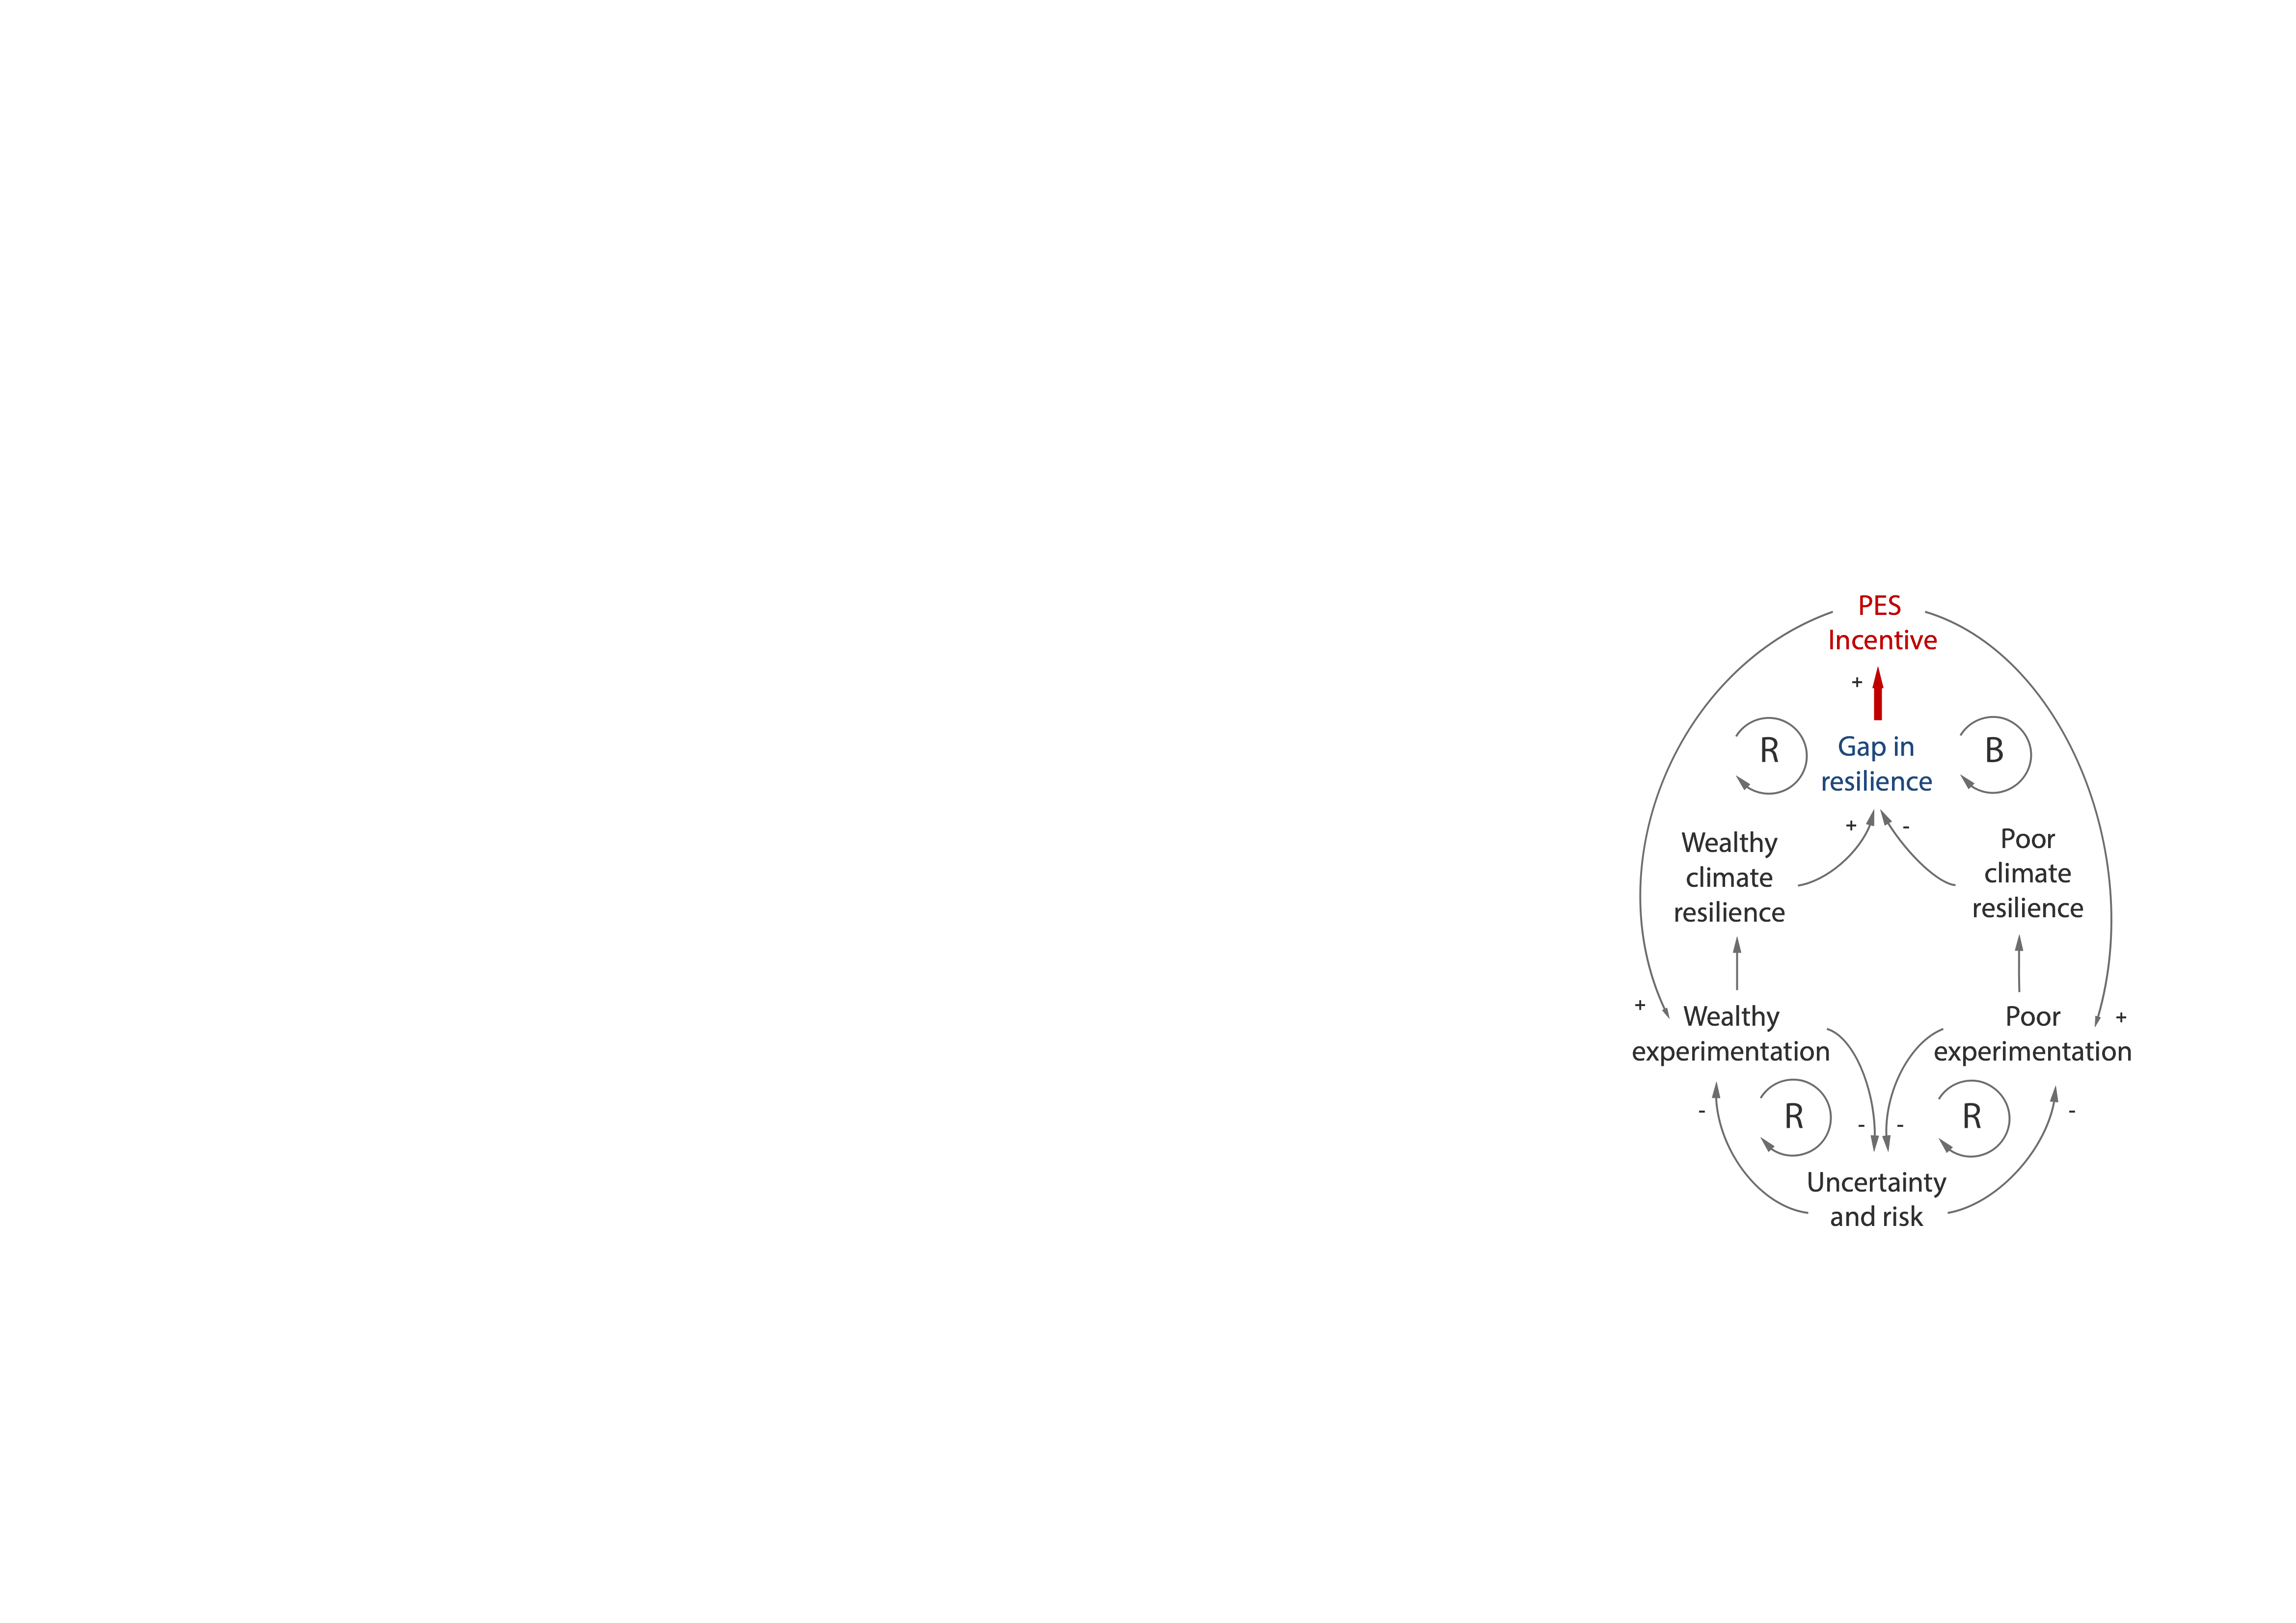 PES
Incentive
+
R
Gap in
resilience
B
+
-
Wealthy
climate
resilience
Poor
climate
resilience
+
Wealthy
experimentation
Poor
experimentation
+
-
R
-
-
R
-
Uncertainty
and risk